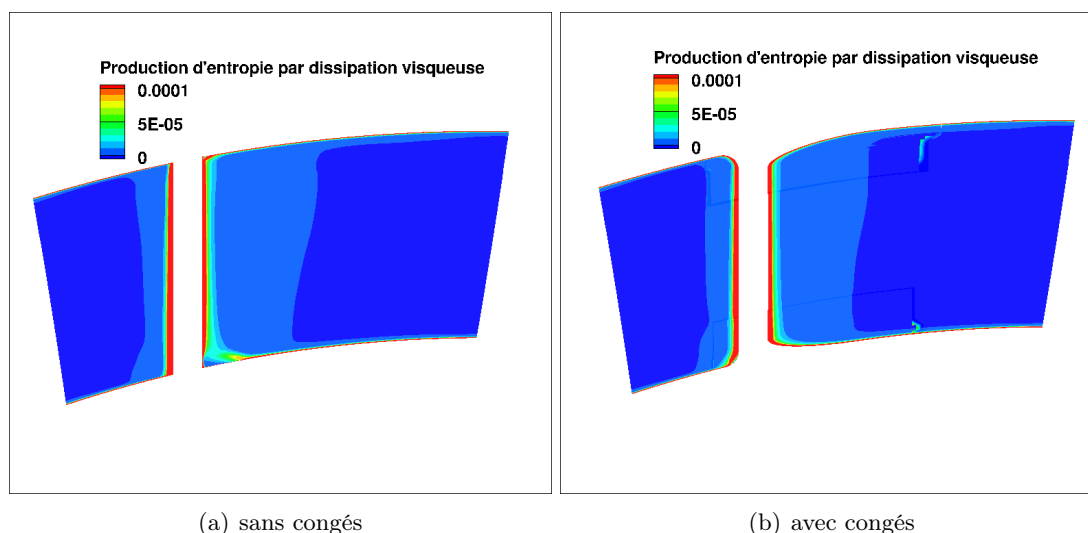 Production d'entropie par dissipation visqueuse
0.0001
5E-05
0
Production d'entropie par dissipation visqueuse
0.0001
5E-05
0
(a) sans congés
(b) avec congés